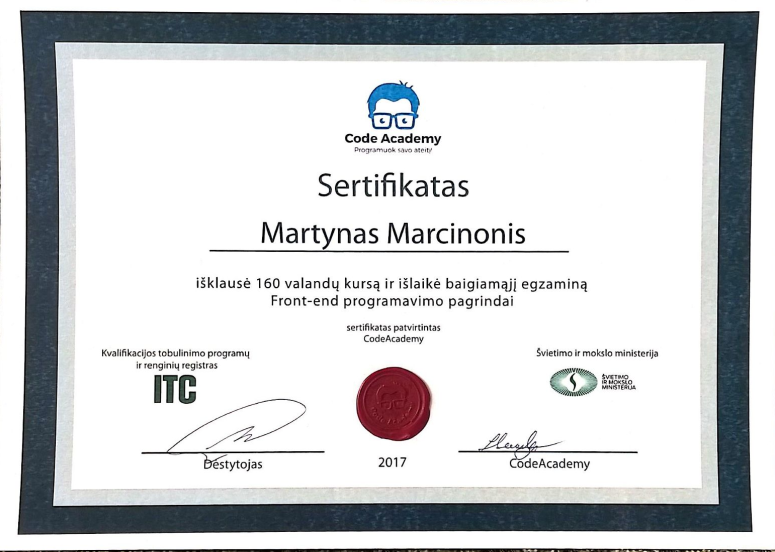 Code Academy
Programuok savo ateitį!
Sertifikatas
Martynas Marcinonis
išklausė 160 valandų kursą ir išlaikė baigiamąjį egzaminą
Front-end programavimo pagrindai
sertifikatas patvirtintas
CodeAcademy
Kvalifikacijos tobulinimo programų
ir renginių registras
ITC
Švietimo ir mokslo ministerija
ŠVIETIMO
IR MOKSLO
MINISTERIJA
Dėstytojas
2017
CodeAcademy